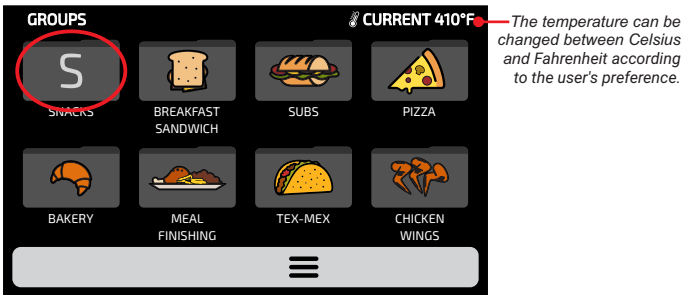 GROUPS
CURRENT 410°F
The temperature can be
changed between Celsius
and Fahrenheit according
to the user's preference.
S
SNACKS
BREAKFAST
SANDWICH
SUBS
PIZZA
BAKERY
MEAL
FINISHING
TEX-MEX
CHICKEN
WINGS